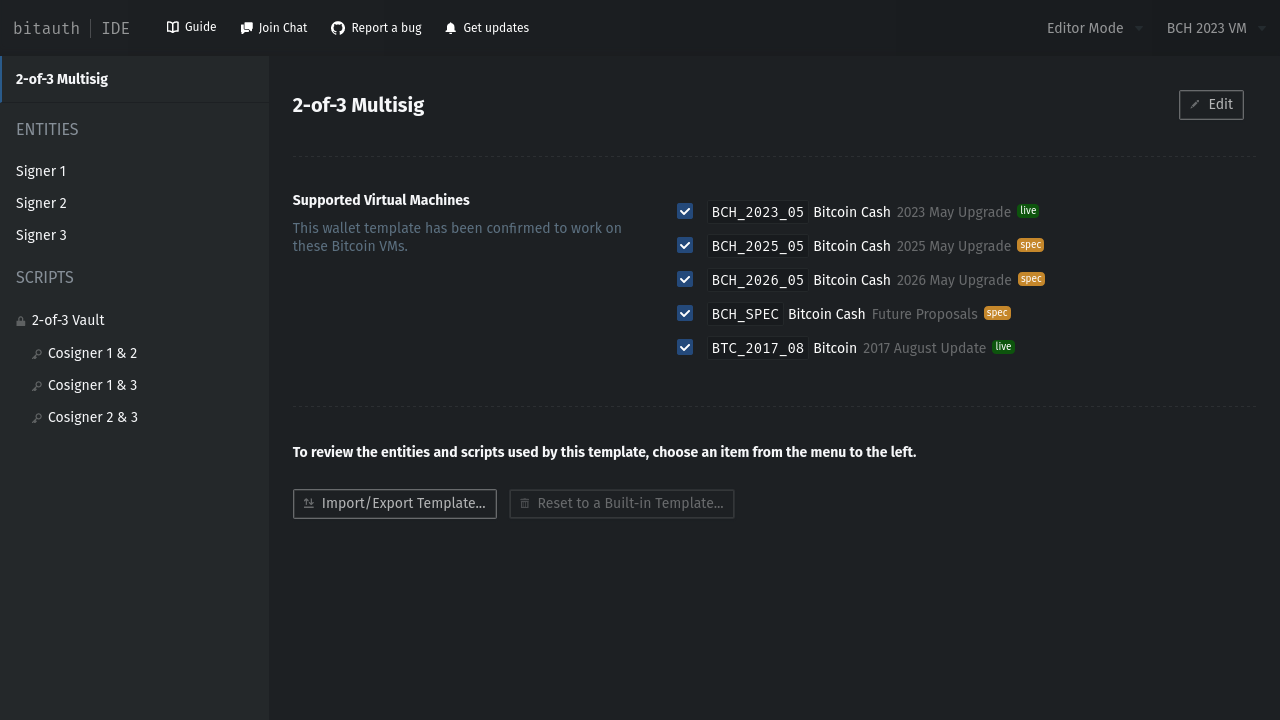 bitauth IDE Guide Join Chat Report a bug Get updates Editor Mode BCH 2023 VM
2-of-3 Multisig
ENTITIES
Signer 1
Signer 2
Signer 3
SCRIPTS
2-of-3 Vault
Cosigner 1 & 2
Cosigner 1 & 3
Cosigner 2 & 3
2-of-3 Multisig Edit
Supported Virtual Machines
This wallet template has been confirmed to work on
these Bitcoin VMs.
BCH_2023_05 Bitcoin Cash 2023 May Upgrade live
BCH_2025_05 Bitcoin Cash 2025 May Upgrade spec
BCH_2026_05 Bitcoin Cash 2026 May Upgrade spec
BCH_SPEC Bitcoin Cash Future Proposals spec
BTC_2017_08 Bitcoin 2017 August Update live
To review the entities and scripts used by this template, choose an item from the menu to the left.
Import/Export Template... Reset to a Built-in Template...